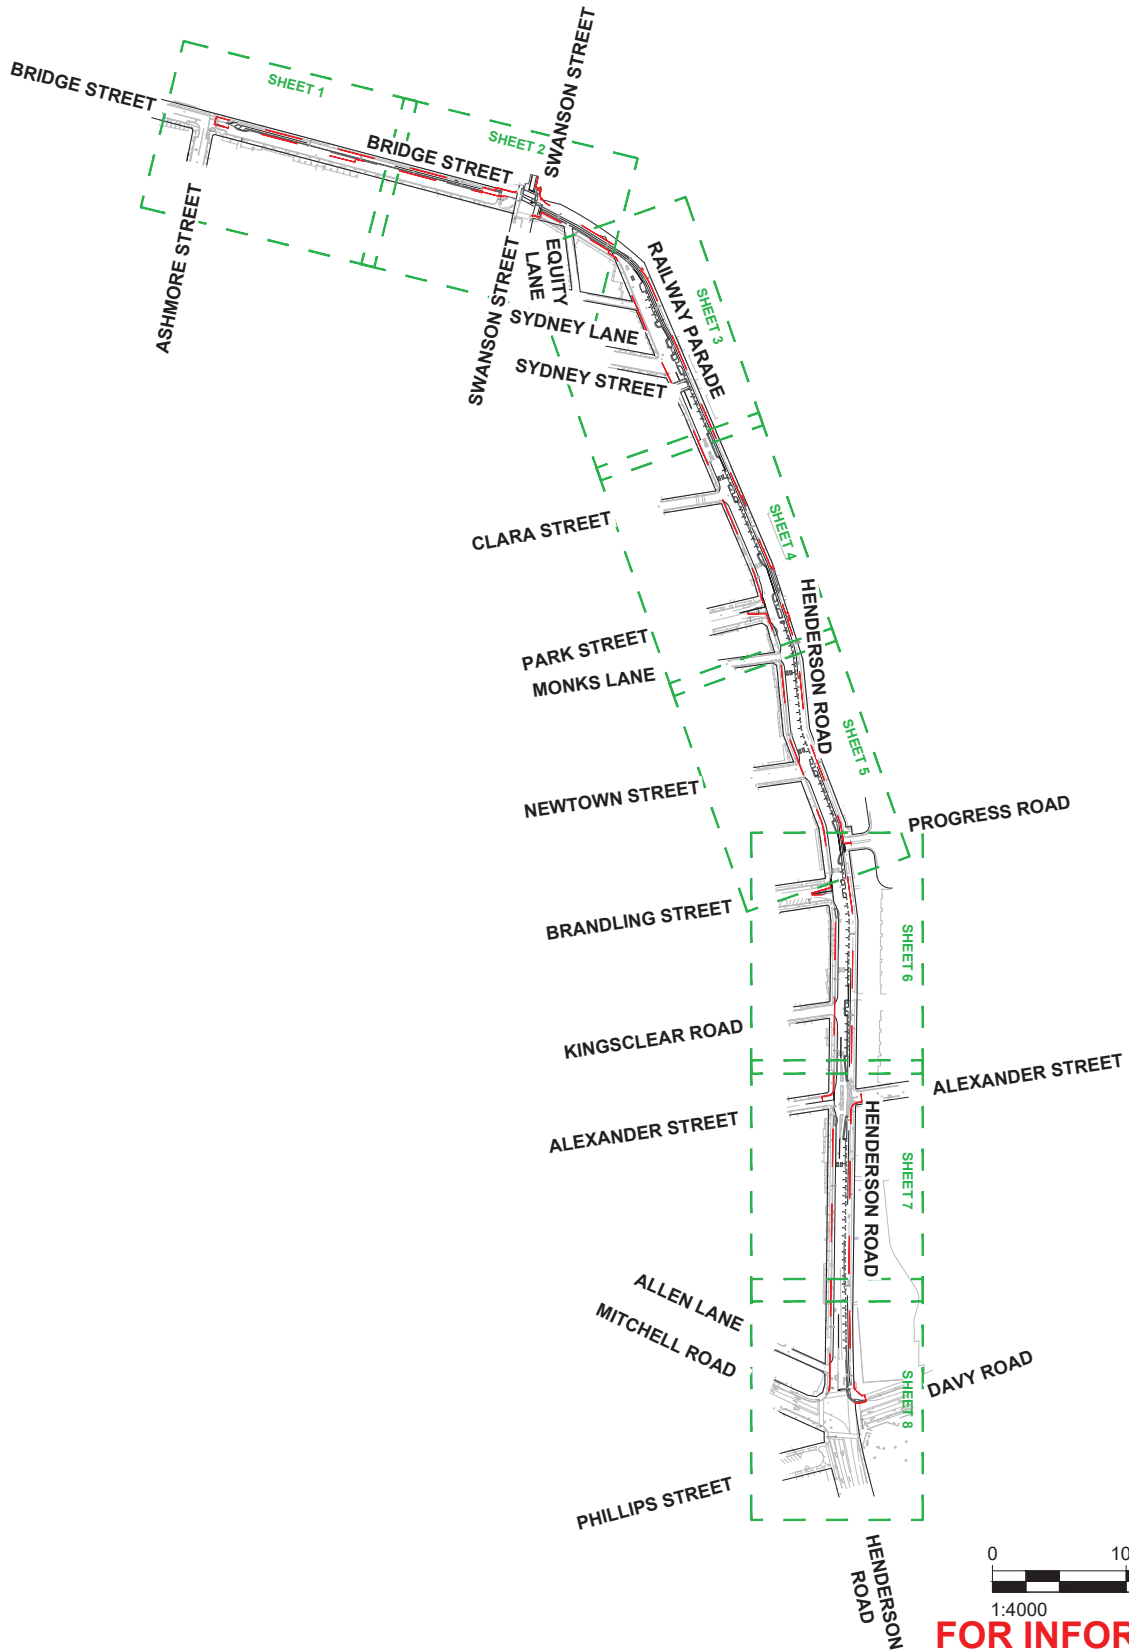 SWANSON STREET
BRIDGE STREET
SHEET 1
SHEET 2
BRIDGE STREET
ASHMORE STREET
SWANSON STREET
EQUITY
LANE
RAILWAY PARADE
SHEET 3
SYDNEY LANE
SYDNEY STREET
CLARA STREET
SHEET 4
HENDERSON ROAD
PARK STREET
MONKS LANE
SHEET 5
NEWTOWN STREET
PROGRESS ROAD
BRANDLING STREET
SHEET 6
KINGSCLEAR ROAD
ALEXANDER STREET
ALEXANDER STREET
HENDERSON ROAD
SHEET 7
ALLEN LANE
MITCHELL ROAD
DAVY ROAD
SHEET 8
PHILLIPS STREET
HENDERSON
ROAD
0 10
1:4000
FOR INFOR